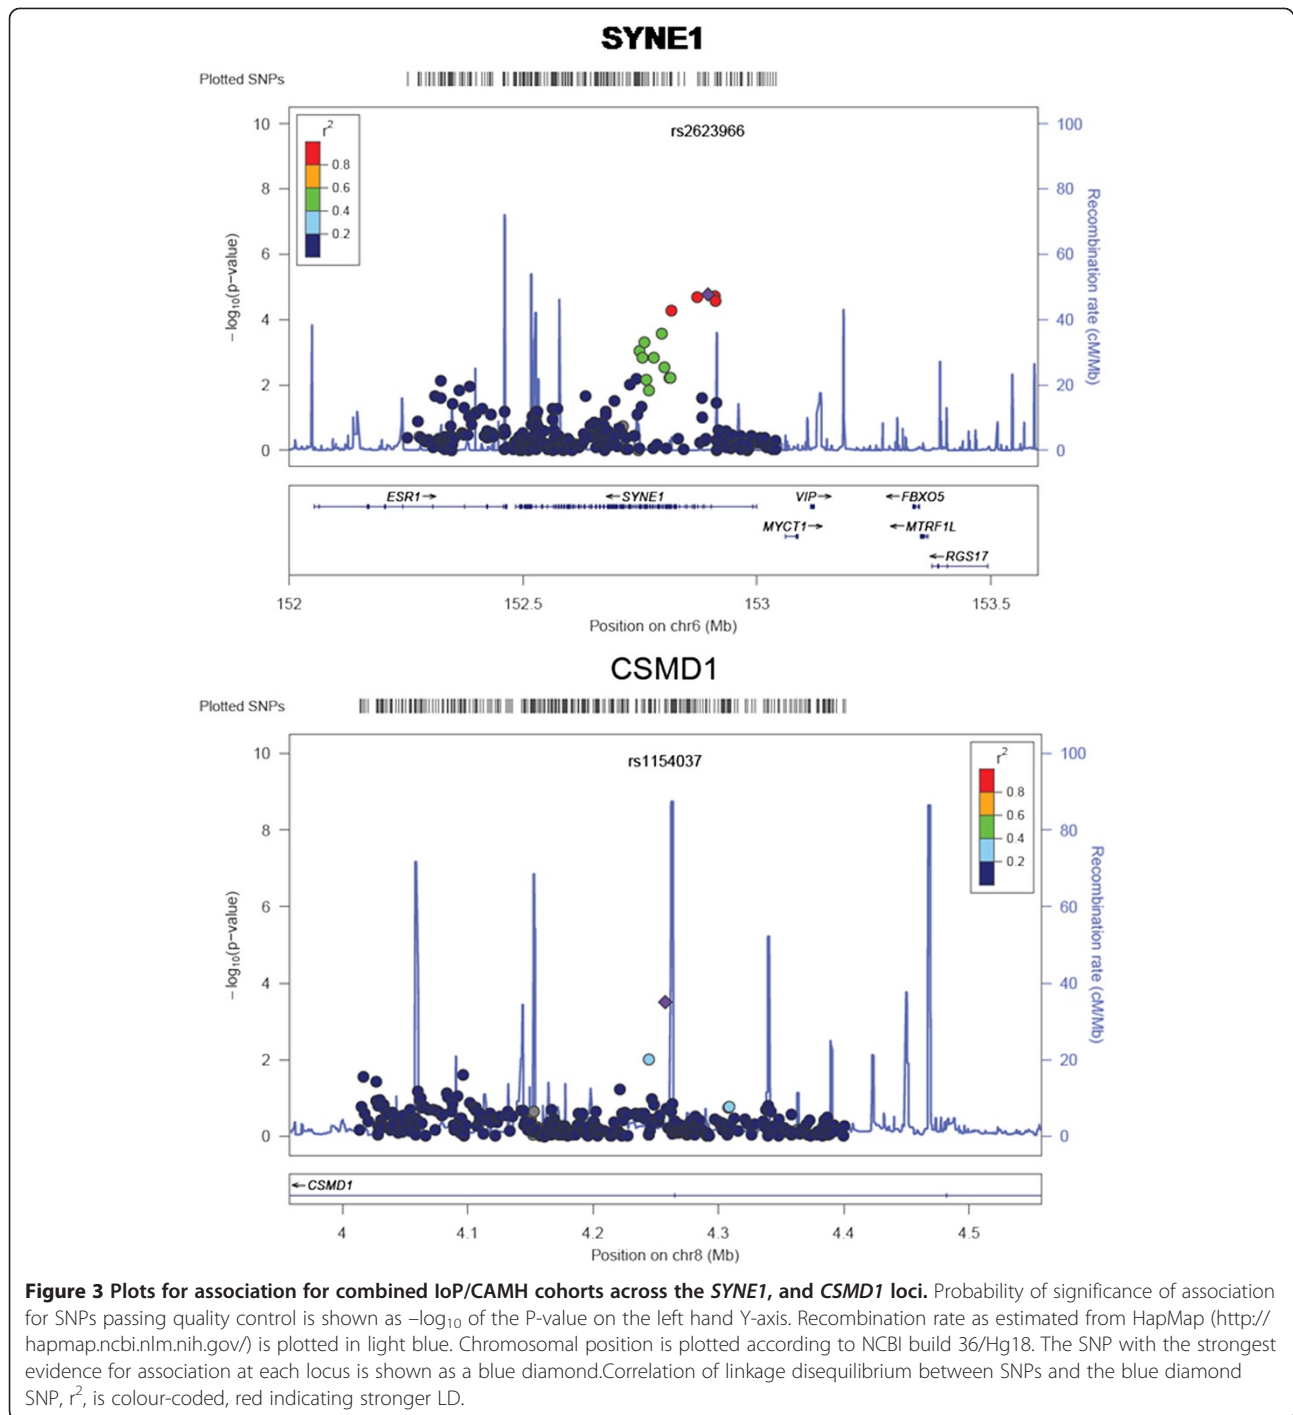 SYNE1
Plotted SNPs
rs2623966
r2
0.8
0.6
0.4
0.2
10
8
6
4
2
0
−log10(p−value)
100
80
60
40
20
0
Recombination rate (cM/Mb)
ESR1→
←SYNE1
VIP→
←FBXO5
MYCT1→
←MTRF1L
←RGS17
152
152.5
153
153.5
Position on chr6 (Mb)
CSMD1
Plotted SNPs
rs1154037
r2
0.8
0.6
0.4
0.2
10
8
6
4
2
0
−log10(p−value)
100
80
60
40
20
0
Recombination rate (cM/Mb)
←CSMD1
4
4.1
4.2
4.3
4.4
4.5
Position on chr8 (Mb)
Figure 3 Plots for association for combined IoP/CAMH cohorts across the SYNE1, and CSMD1 loci. Probability of significance of association
for SNPs passing quality control is shown as –log10 of the P-value on the left hand Y-axis. Recombination rate as estimated from HapMap (http://
hapmap.ncbi.nlm.nih.gov/) is plotted in light blue. Chromosomal position is plotted according to NCBI build 36/Hg18. The SNP with the strongest
evidence for association at each locus is shown as a blue diamond.Correlation of linkage disequilibrium between SNPs and the blue diamond
SNP, r2, is colour-coded, red indicating stronger LD.